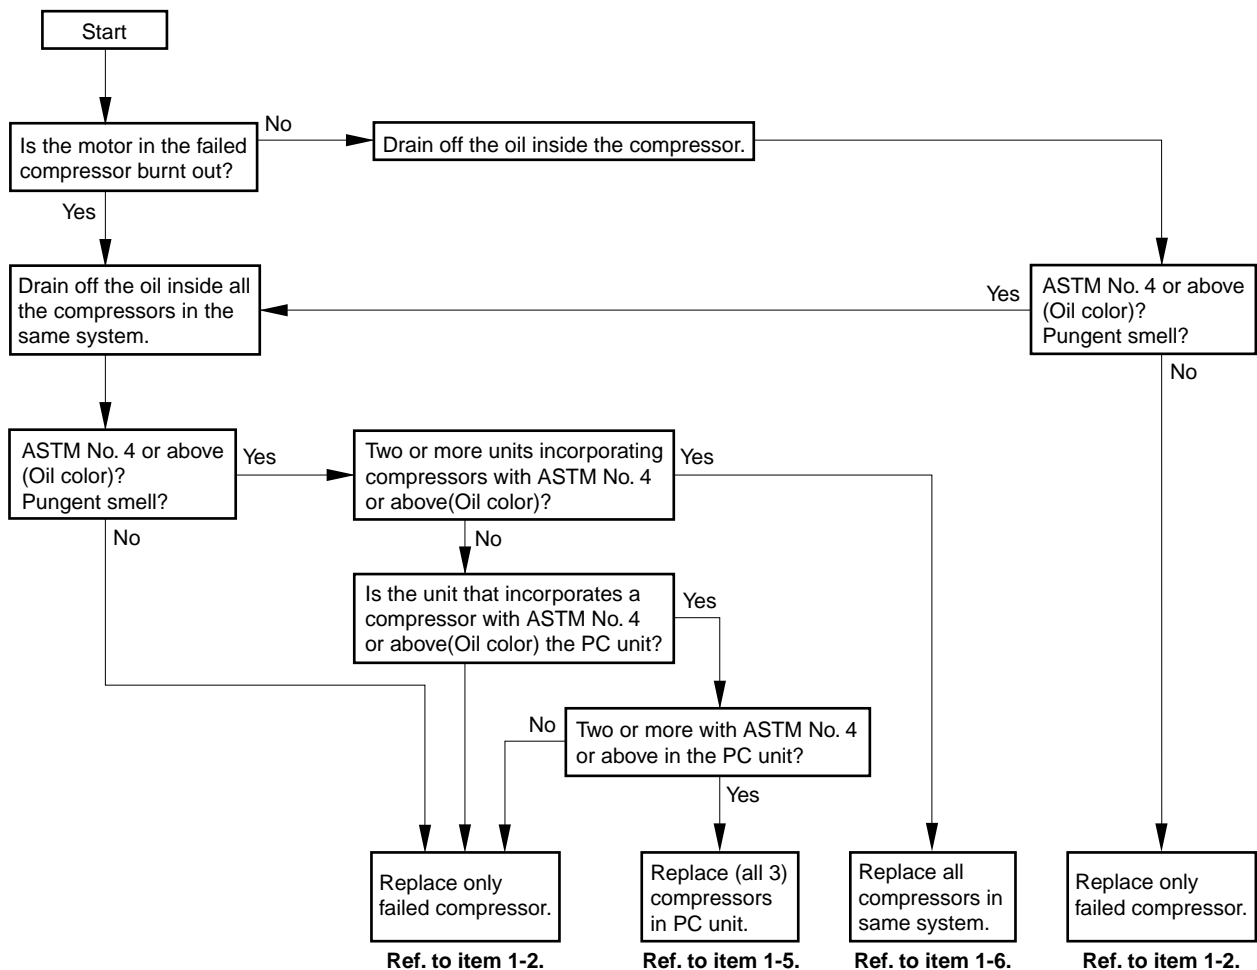 Start
Is the motor in the failed
compressor burnt out?
No
Drain off the oil inside the compressor.
Yes
Drain off the oil inside all
the compressors in the
same system.
Yes
ASTM No. 4 or above
(Oil color)?
Pungent smell?
No
ASTM No. 4 or above
(Oil color)?
Pungent smell?
Yes
Two or more units incorporating
compressors with ASTM No. 4
or above(Oil color)?
Yes
No
No
Is the unit that incorporates a
compressor with ASTM No. 4
or above(Oil color) the PC unit?
Yes
No
Two or more with ASTM No. 4
or above in the PC unit?
Yes
Replace only
failed compressor.
Ref. to item 1-2.
Replace (all 3)
compressors
in PC unit.
Ref. to item 1-5.
Replace all
compressors in
same system.
Ref. to item 1-6.
Replace only
failed compressor.
Ref. to item 1-2.